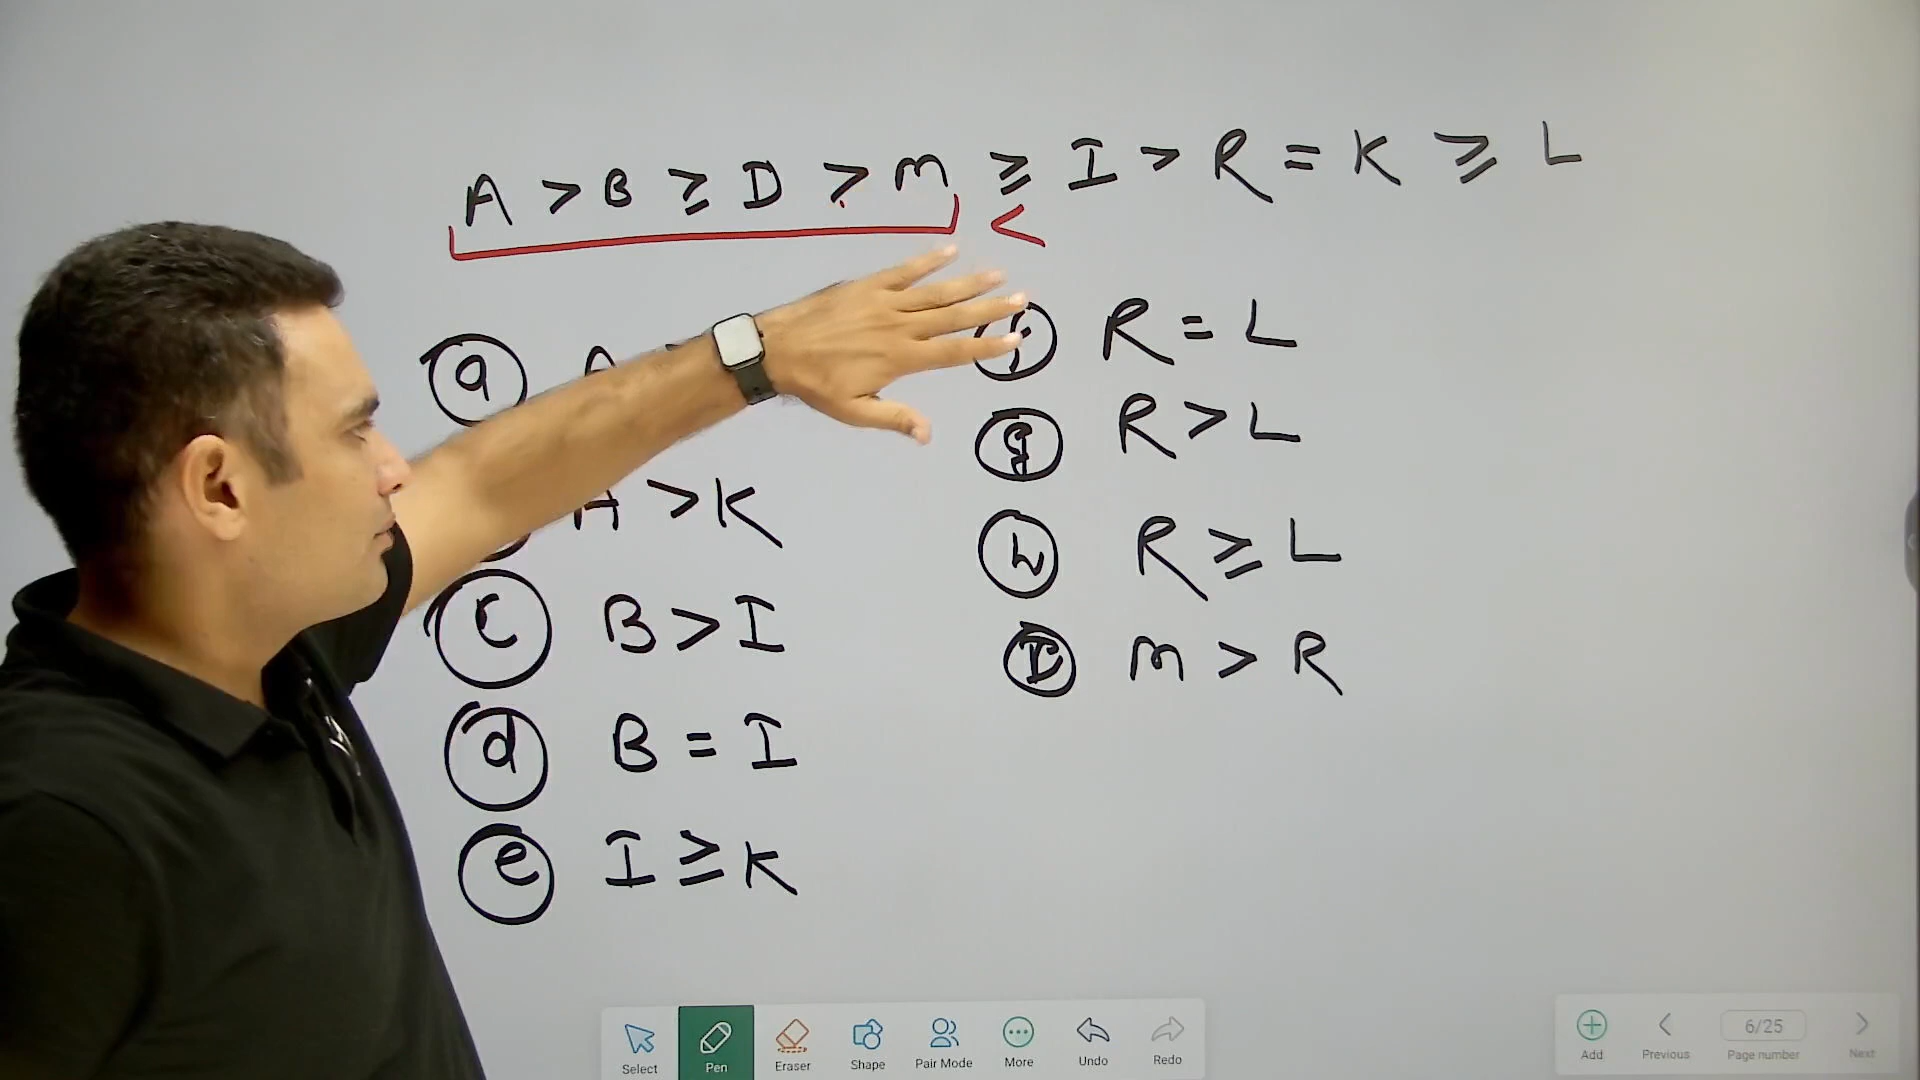 A > B ≥ D > M ≥ I > R = K ≥ L
<
a
A > K
c B > I
d B = I
e I ≥ K
f R = L
g R > L
h R ≥ L
I M > R
Select Pen Eraser Shape Pair Mode More Undo Redo
Add Previous 6/25 Page number Next